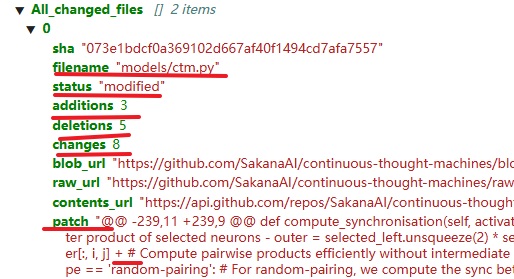 All_changed_files [] 2 items
0
sha "073e1bdcf0a369102d667af40f1494cd7afa7557"
filename "models/ctm.py"
status "modified"
additions 3
deletions 5
changes 8
blob_url "https://github.com/SakanaAI/continuous-thought-machines/blo
raw_url "https://github.com/SakanaAI/continuous-thought-machines/raw
contents_url "https://api.github.com/repos/SakanaAI/continuous-though
patch "@@ -239,11 +239,9 @@ def compute_synchronisation(self, activat
ter product of selected neurons - outer = selected_left.unsqueeze(2) * se
er[:, i, j] + # Compute pairwise products efficiently without intermediate
pe == 'random-pairing': # For random-pairing, we compute the sync be